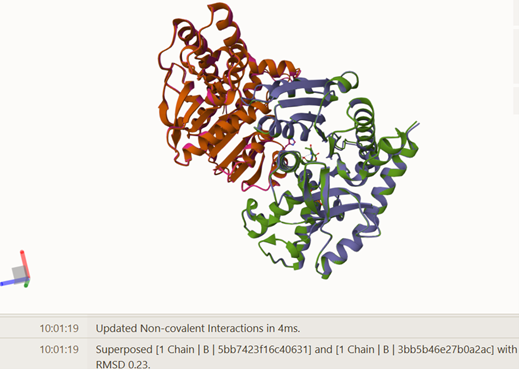 10:01:19 Updated Non-covalent Interactions in 4ms.
10:01:19 Superposed [1 Chain | B | 5bb7423f16c40631] and [1 Chain | B | 3bb5b46e27b0a2ac] with
RMSD 0.23.